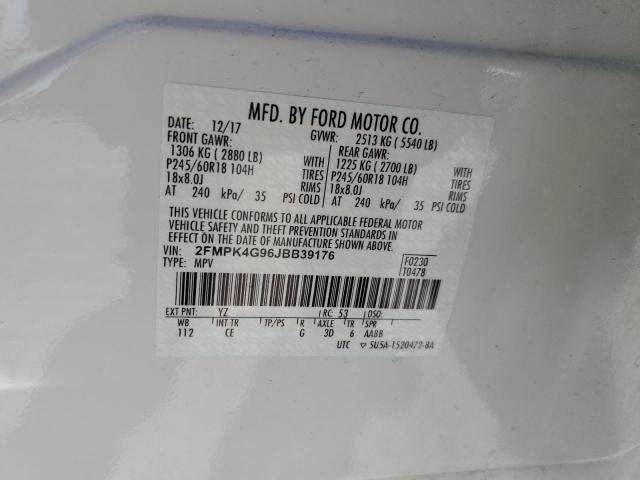 MFD. BY FORD MOTOR CO.
DATE: 12/17 GVWR: 2513 KG ( 5540 LB)
FRONT GAWR: REAR GAWR:
1306 KG ( 2880 LB) WITH 1225 KG ( 2700 LB) WITH
P245/60R18 104H TIRES P245/60R18 104H TIRES
18x8.0J RIMS 18x8.0J RIMS
AT 240 kPa/ 35 PSI COLD AT 240 kPa/ 35 PSI COLD
THIS VEHICLE CONFORMS TO ALL APPLICABLE FEDERAL MOTOR
VEHICLE SAFETY AND THEFT PREVENTION STANDARDS IN
EFFECT ON THE DATE OF MANUFACTURE SHOWN ABOVE.
VIN: 2FMPK4G96JBB39176 F0230
TYPE: MPV T0478
EXT PNT: YZ RC: 53 DSO:
WB INT TR TP/PS R AXLE TR SPR
112 CE G 3D 6 AABB
UTC ▽ 5U5A-1520472-BA